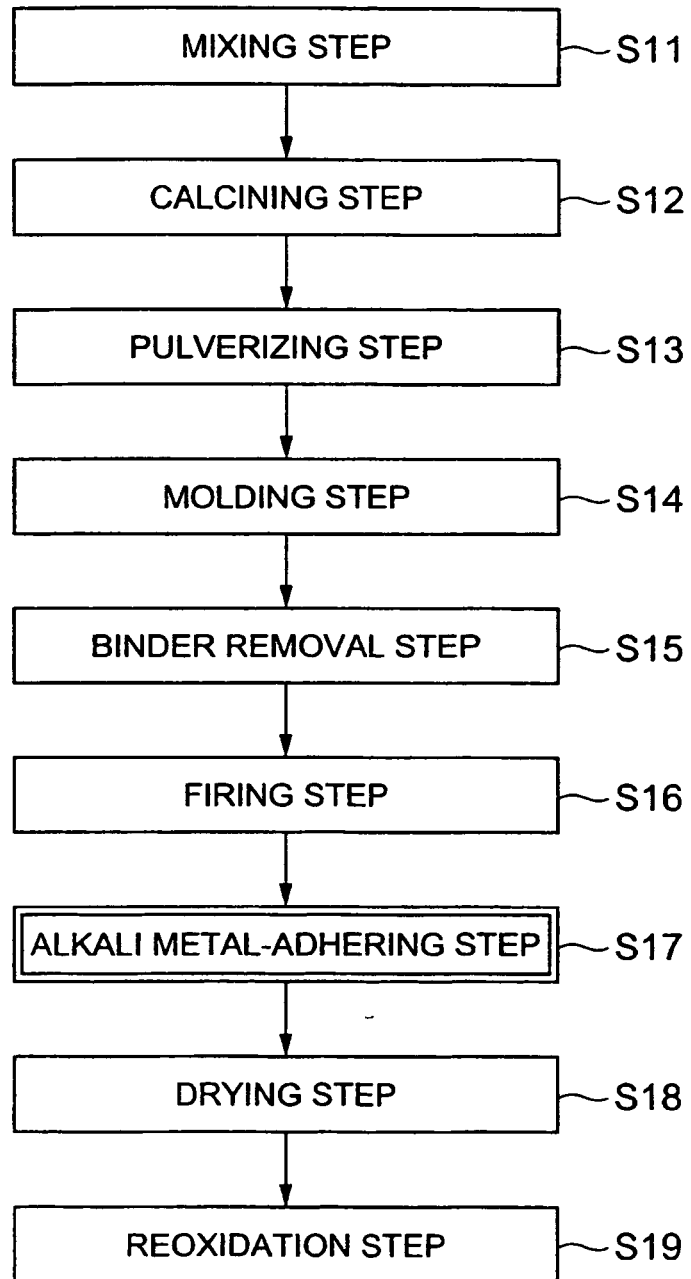 MIXING STEP S11
CALCINING STEP S12
PULVERIZING STEP S13
MOLDING STEP S14
BINDER REMOVAL STEP S15
FIRING STEP S16
ALKALI METAL-ADHERING STEP S17
DRYING STEP S18
REOXIDATION STEP S19